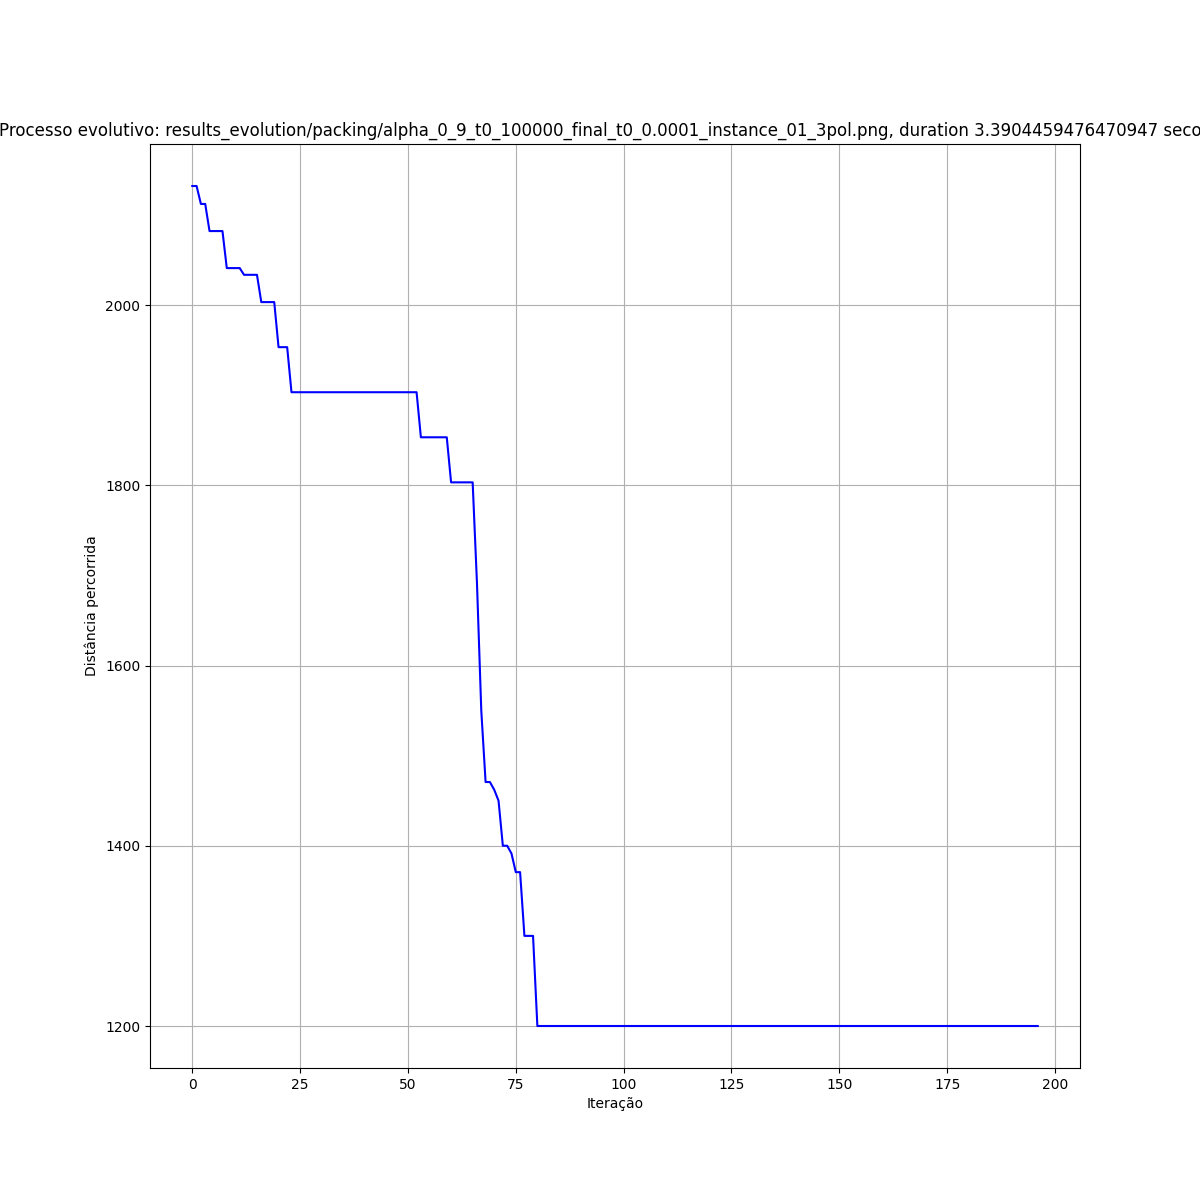 Processo evolutivo: results_evolution/packing/alpha_0_9_t0_100000_final_t0_0.0001_instance_01_3pol.png, duration 3.3904459476470947 seco
2000
1800
1600
1400
1200
Distância percorrida
0 25 50 75 100 125 150 175 200
Iteração